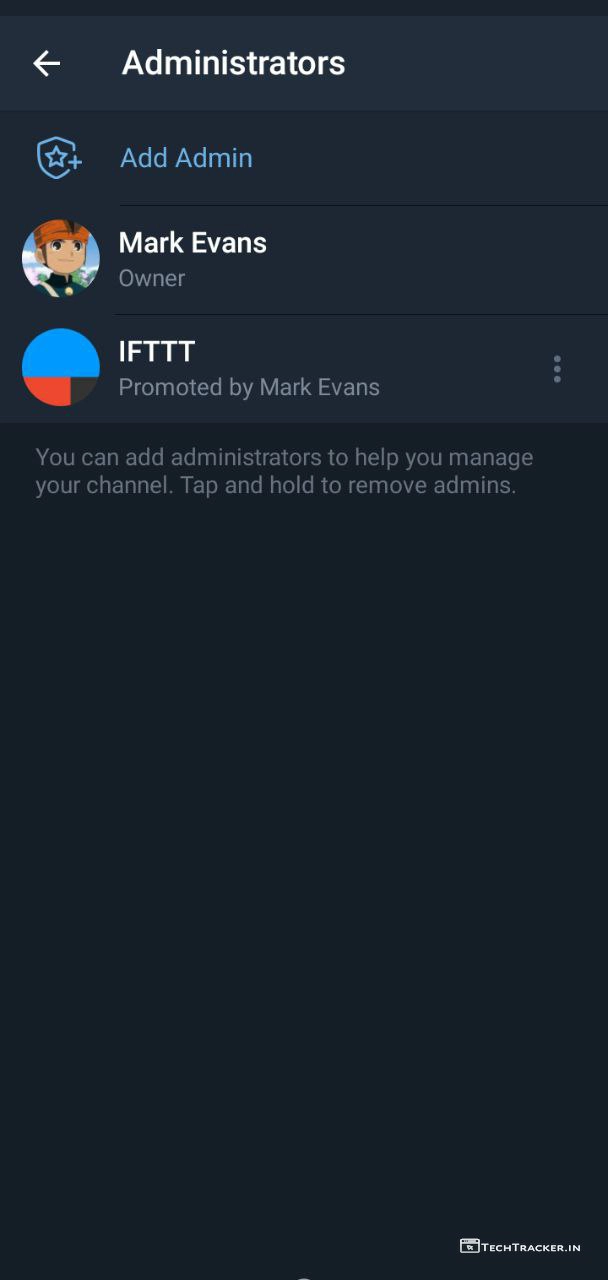 Administrators
Add Admin
Mark Evans
Owner
IFTTT
Promoted by Mark Evans
You can add administrators to help you manage
your channel. Tap and hold to remove admins.
TECHTRACKER.IN